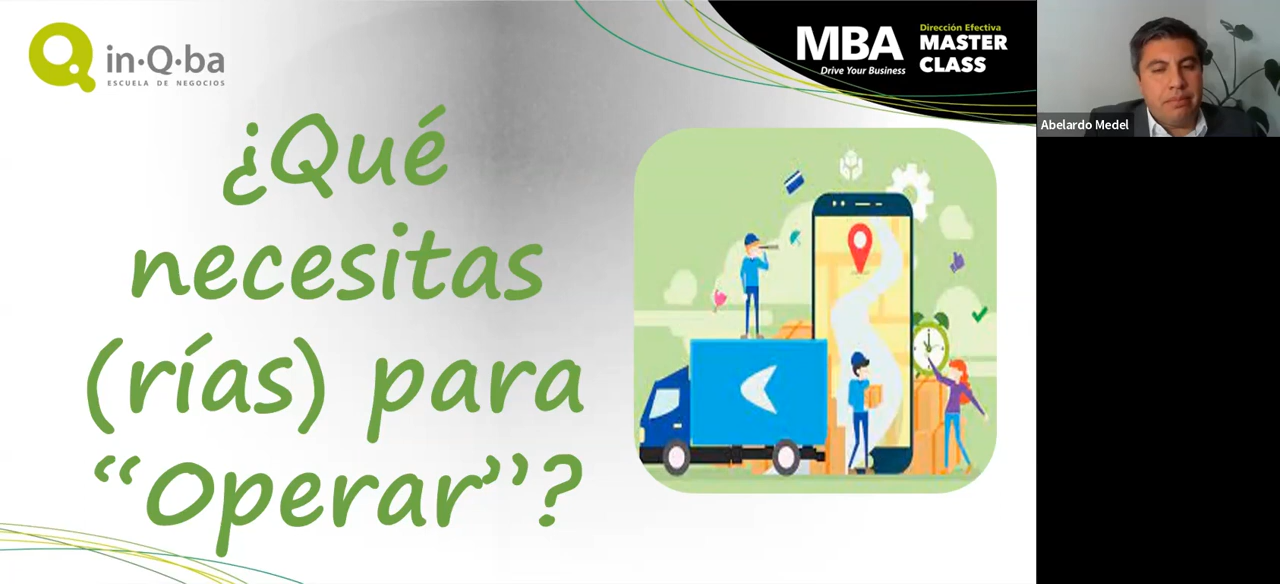 in·Q·ba
ESCUELA DE NEGOCIOS
MBA
Drive Your Business
Dirección Efectiva
MASTER
CLASS
Abelardo Medel
¿Qué
necesitas
(rías) para
“Operar”?